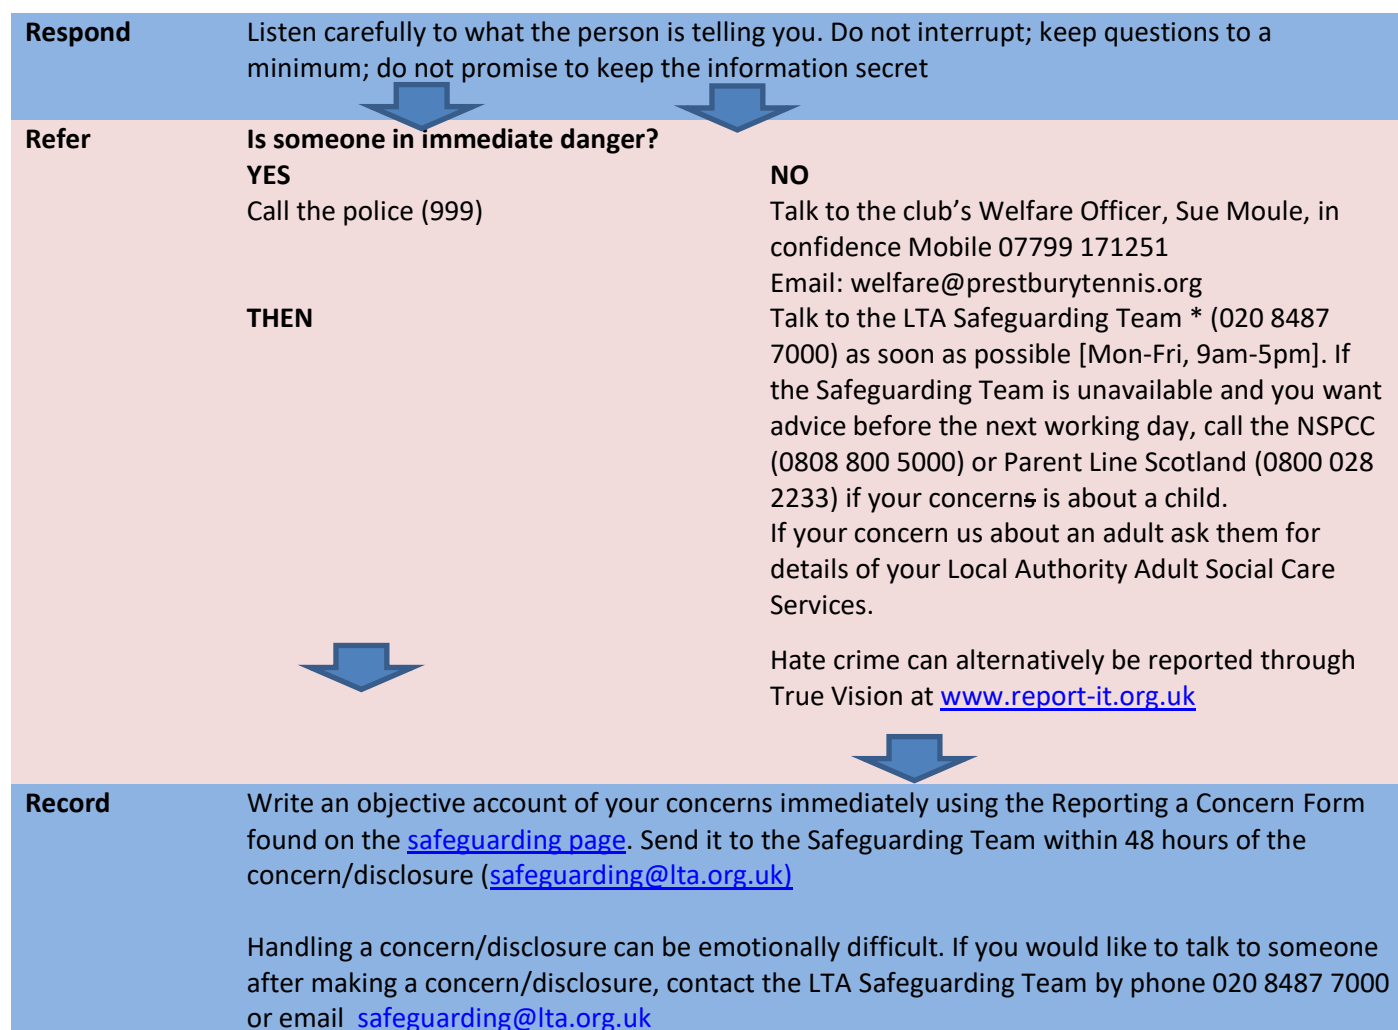 Respond
Listen carefully to what the person is telling you. Do not interrupt; keep questions to a
minimum; do not promise to keep the information secret
Refer
Is someone in immediate danger?
YES
Call the police (999)
THEN
NO
Talk to the club’s Welfare Officer, Sue Moule, in
confidence Mobile 07799 171251
Email: welfare@prestburytennis.org
Talk to the LTA Safeguarding Team * (020 8487
7000) as soon as possible [Mon-Fri, 9am-5pm]. If
the Safeguarding Team is unavailable and you want
advice before the next working day, call the NSPCC
(0808 800 5000) or Parent Line Scotland (0800 028
2233) if your concerns is about a child.
If your concern us about an adult ask them for
details of your Local Authority Adult Social Care
Services.
Hate crime can alternatively be reported through
True Vision at www.report-it.org.uk
Record
Write an objective account of your concerns immediately using the Reporting a Concern Form
found on the safeguarding page. Send it to the Safeguarding Team within 48 hours of the
concern/disclosure (safeguarding@lta.org.uk)
Handling a concern/disclosure can be emotionally difficult. If you would like to talk to someone
after making a concern/disclosure, contact the LTA Safeguarding Team by phone 020 8487 7000
or email  safeguarding@lta.org.uk